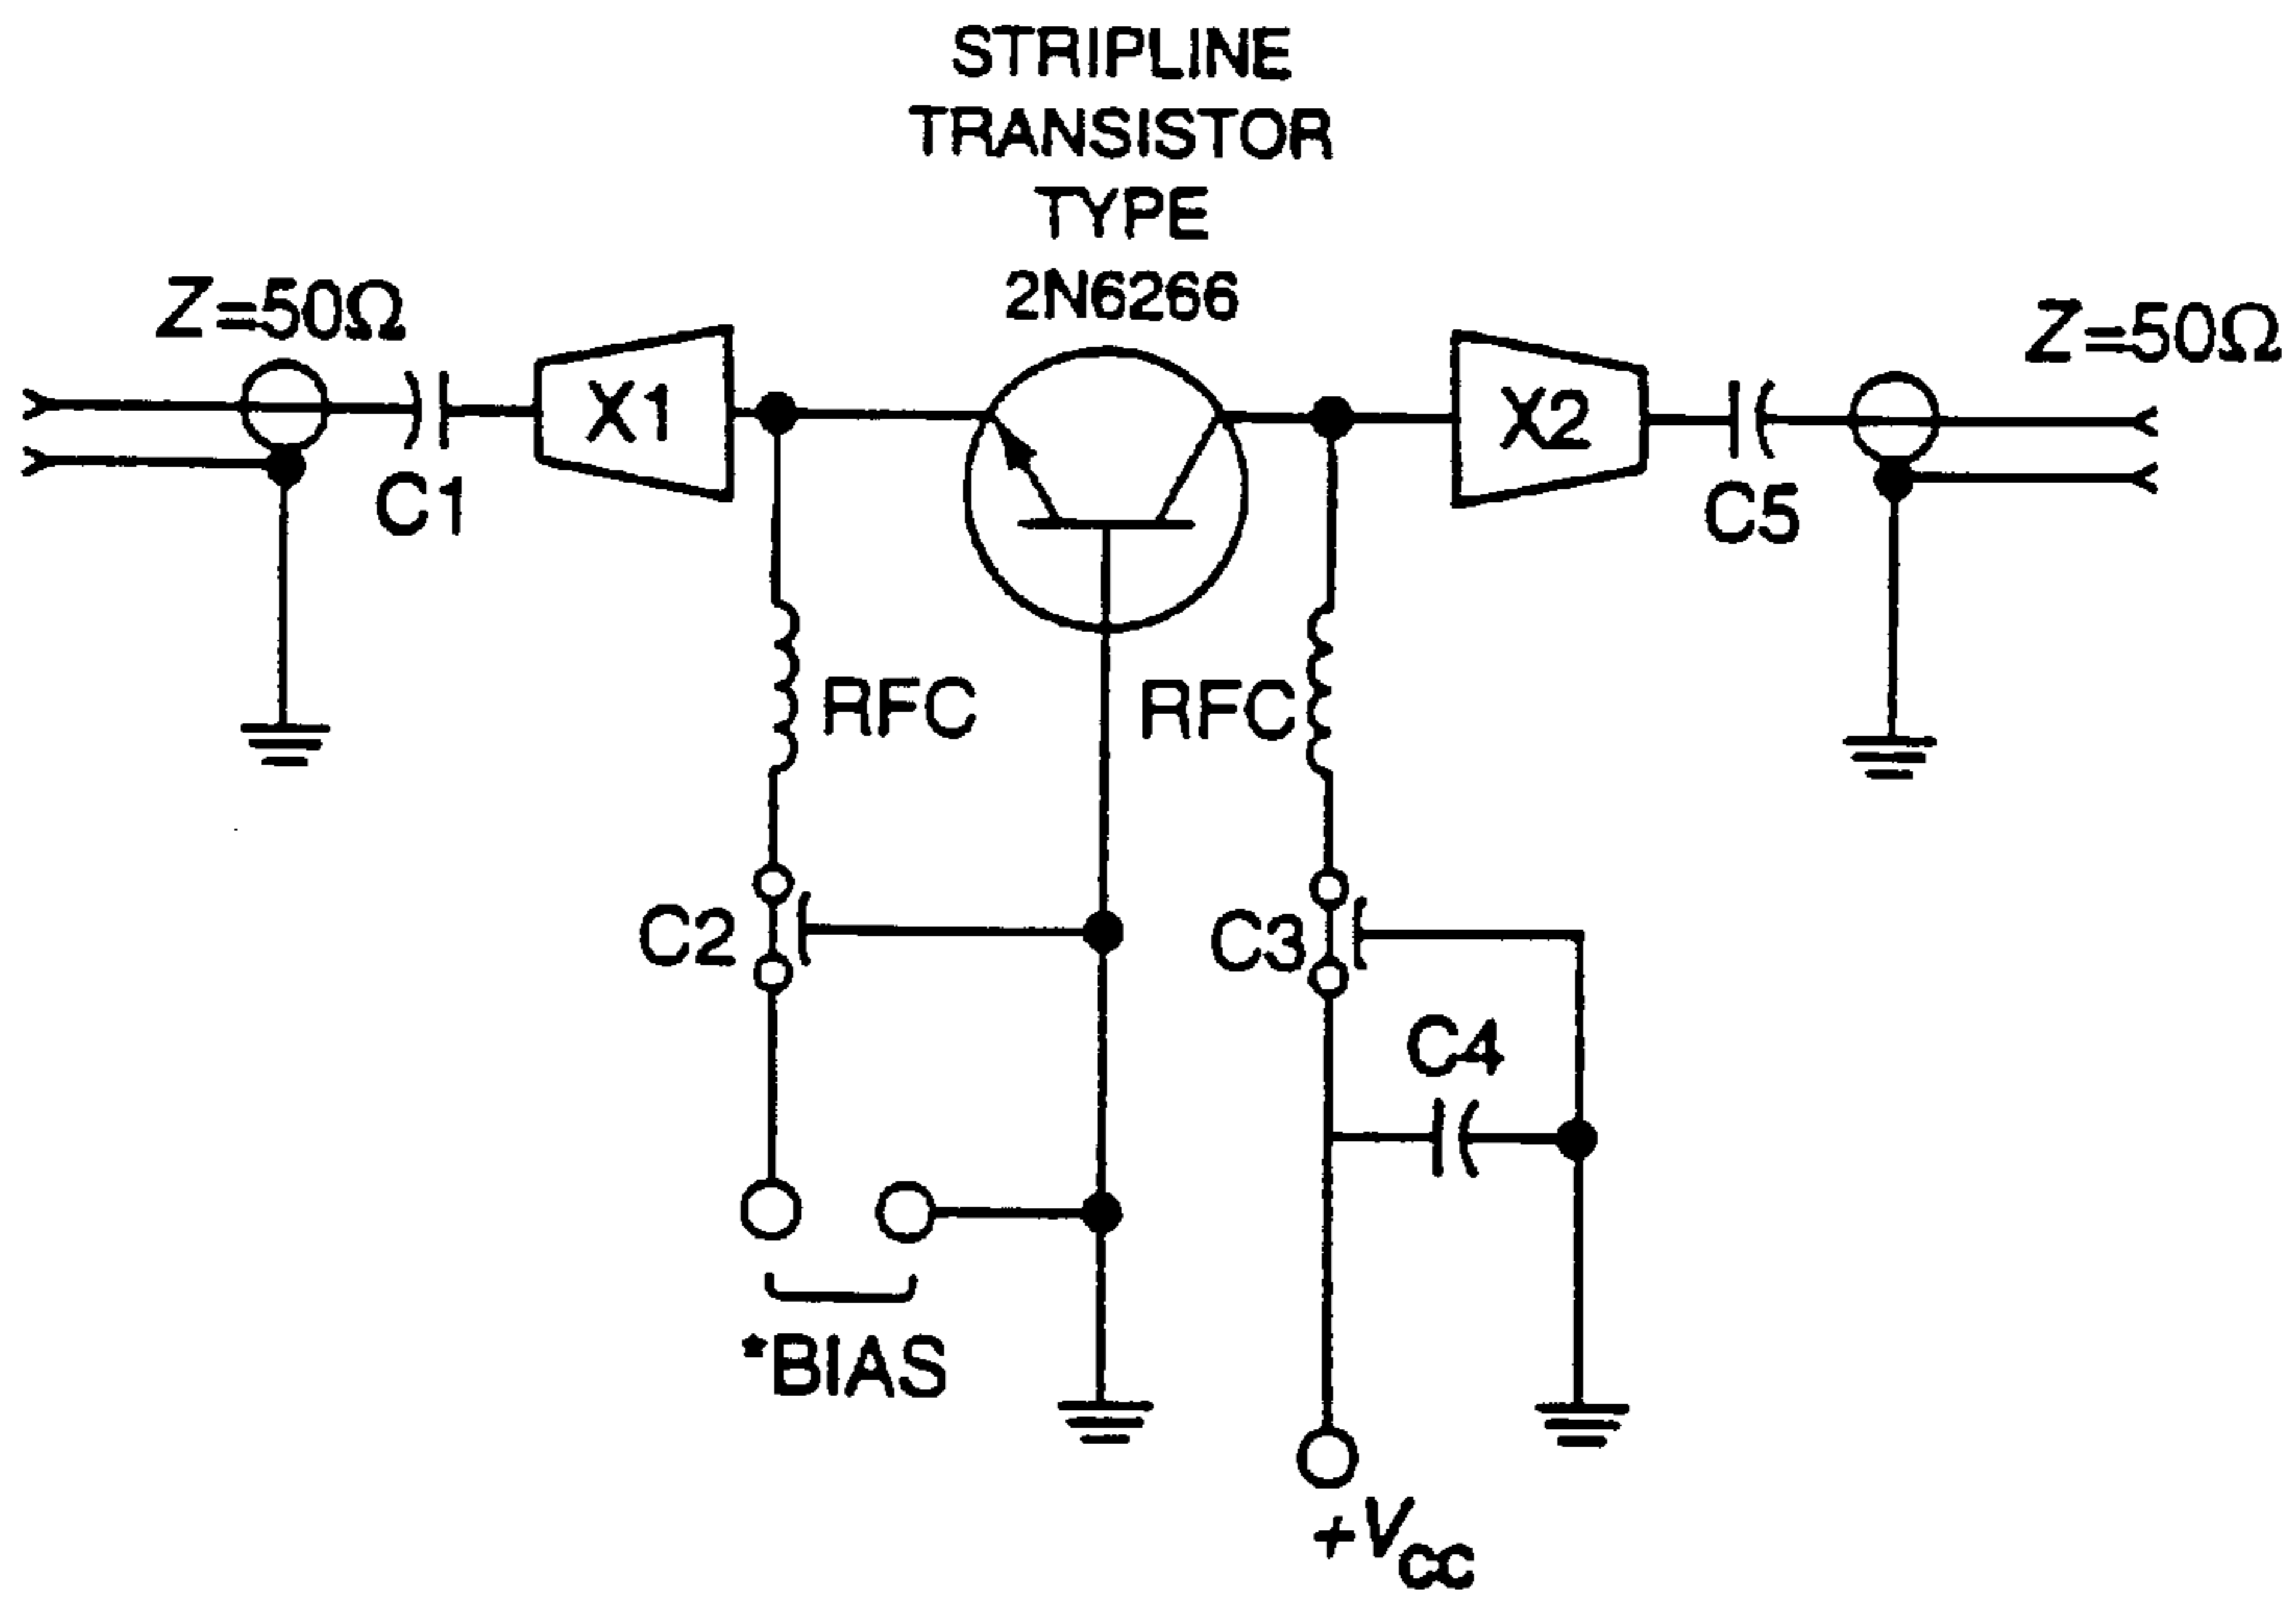 STRIPLINE
TRANSISTOR
TYPE
2N6266
Z=50Ω
Z=50Ω
X1
X2
C1
C5
RFC
RFC
C2
C3
C4
*BIAS
+VCC